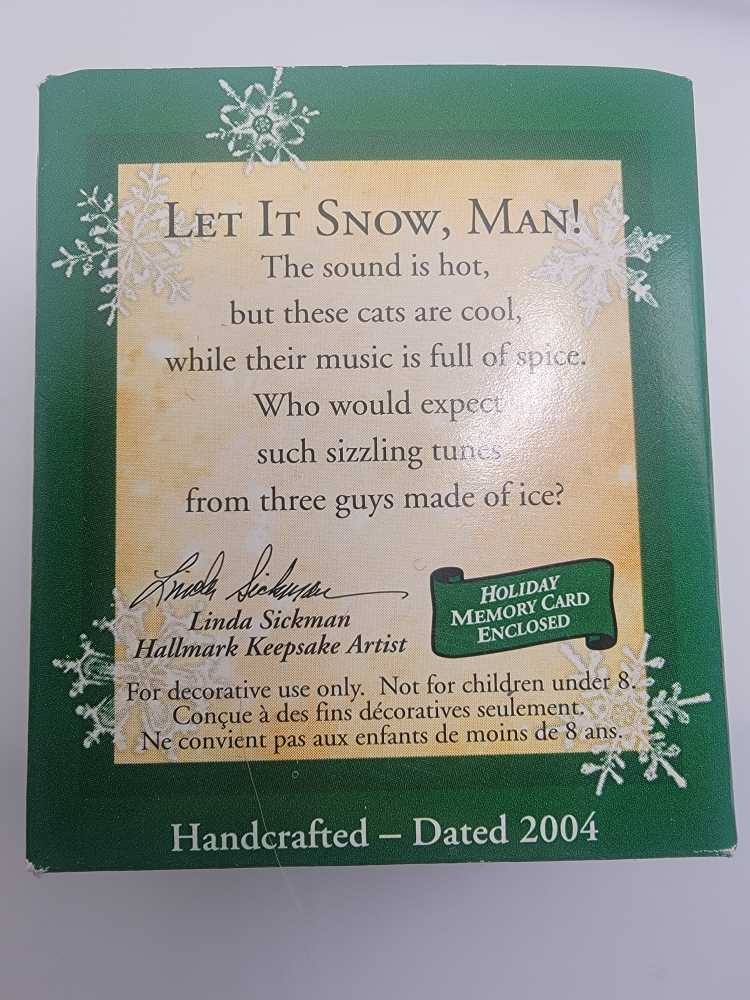 LET IT SNOW, MAN!
The sound is hot,
but these cats are cool,
while their music is full of spice.
Who would expect
such sizzling tunes
from three guys made of ice?
Linda Sickman
Linda Sickman
Hallmark Keepsake Artist
HOLIDAY
MEMORY CARD
ENCLOSED
For decorative use only. Not for children under 8.
Conçue à des fins décoratives seulement.
Ne convient pas aux enfants de moins de 8 ans.
Handcrafted – Dated 2004